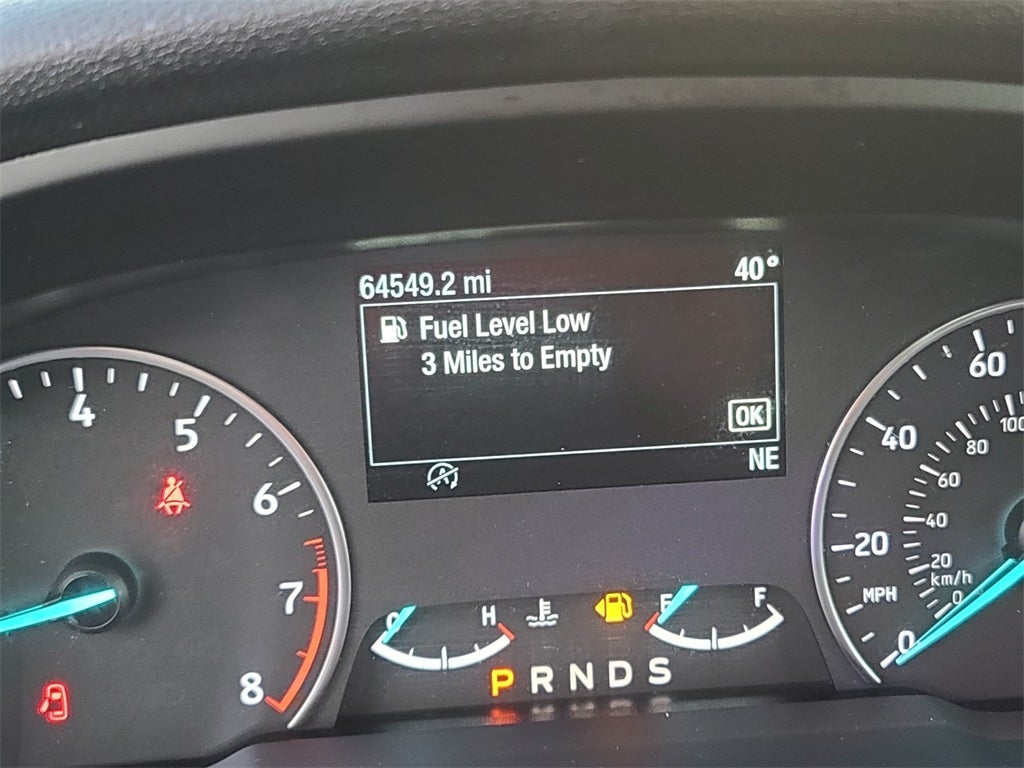 64549.2 mi
40°
Fuel Level Low
3 Miles to Empty
OK
NE
4
5
6
7
8
C
H
E
F
P R N D S
60
40
20
0
MPH
100
80
60
40
20
0
km/h